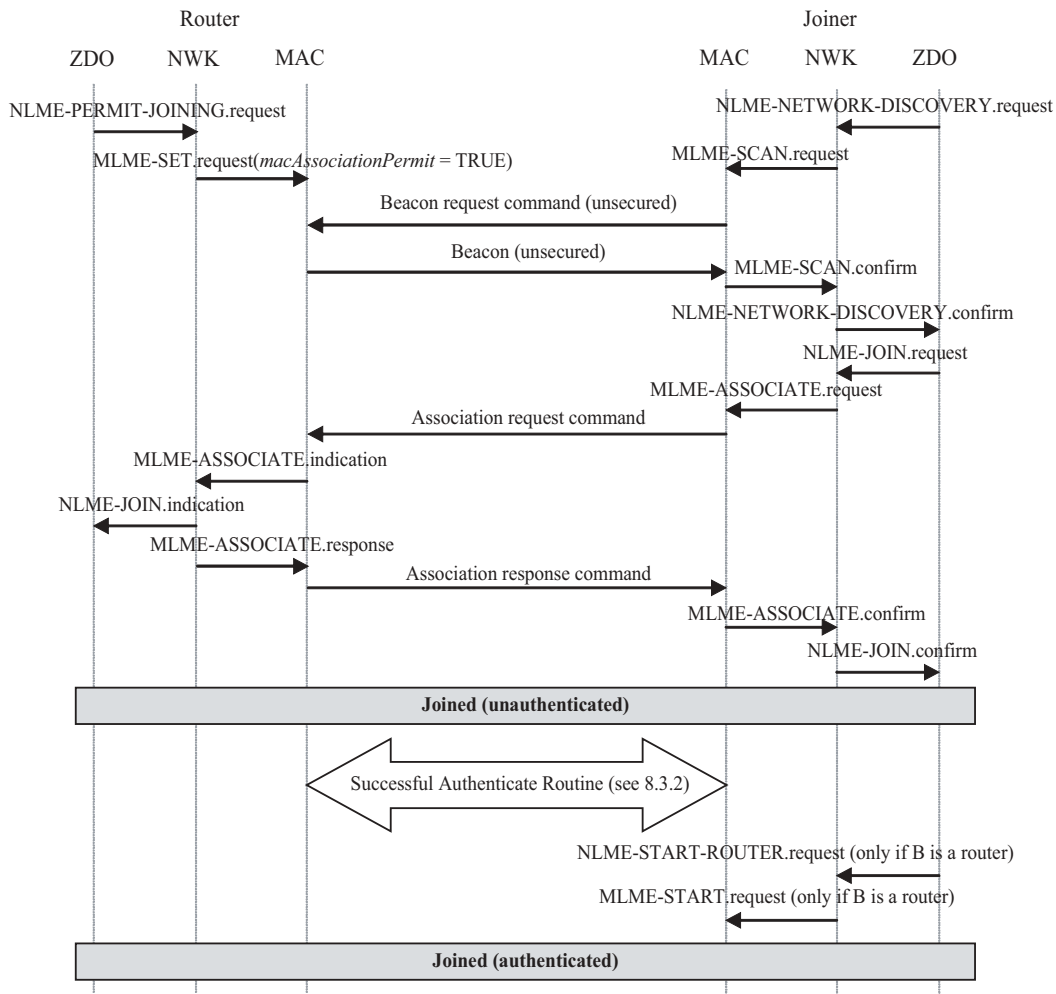 Router Joiner
ZDO NWK MAC MAC NWK ZDO
NLME-PERMIT-JOINING.request
NLME-NETWORK-DISCOVERY.request
MLME-SET.request(macAssociationPermit = TRUE)
MLME-SCAN.request
Beacon request command (unsecured)
Beacon (unsecured)
MLME-SCAN.confirm
NLME-NETWORK-DISCOVERY.confirm
NLME-JOIN.request
MLME-ASSOCIATE.request
Association request command
MLME-ASSOCIATE.indication
NLME-JOIN.indication
MLME-ASSOCIATE.response
Association response command
MLME-ASSOCIATE.confirm
NLME-JOIN.confirm
Joined (unauthenticated)
Successful Authenticate Routine (see 8.3.2)
NLME-START-ROUTER.request (only if B is a router)
MLME-START.request (only if B is a router)
Joined (authenticated)